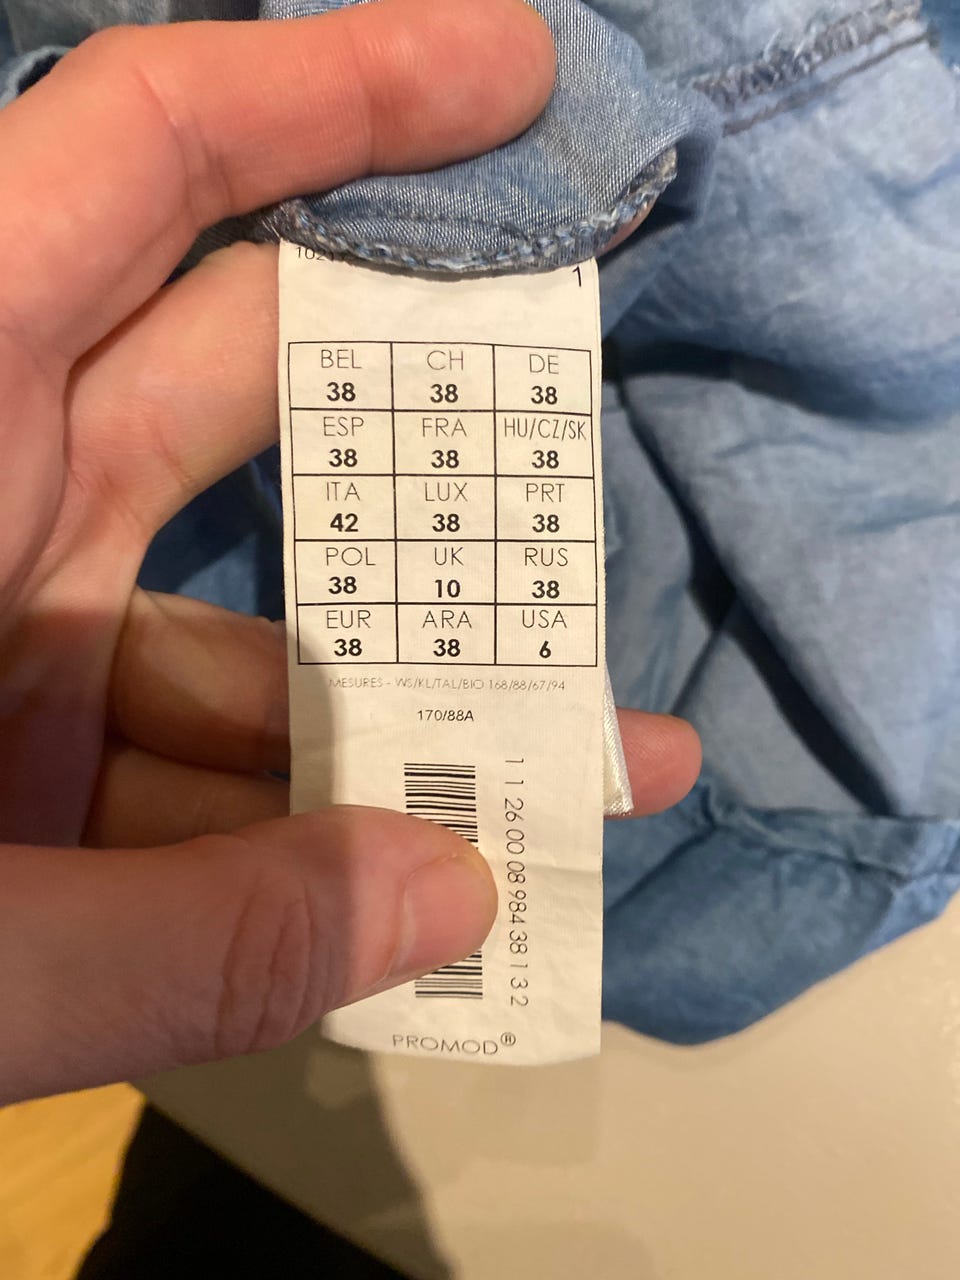 1
BEL CH DE
38 38 38
ESP FRA HU/CZ/SK
38 38 38
ITA LUX PRT
42 38 38
POL UK RUS
38 10 38
EUR ARA USA
38 38 6
MESURES - WS/KL/TAL/BIO 168/88/67/94
170/88A
1 1 26 00 08 984 38 1 3 2
PROMOD®